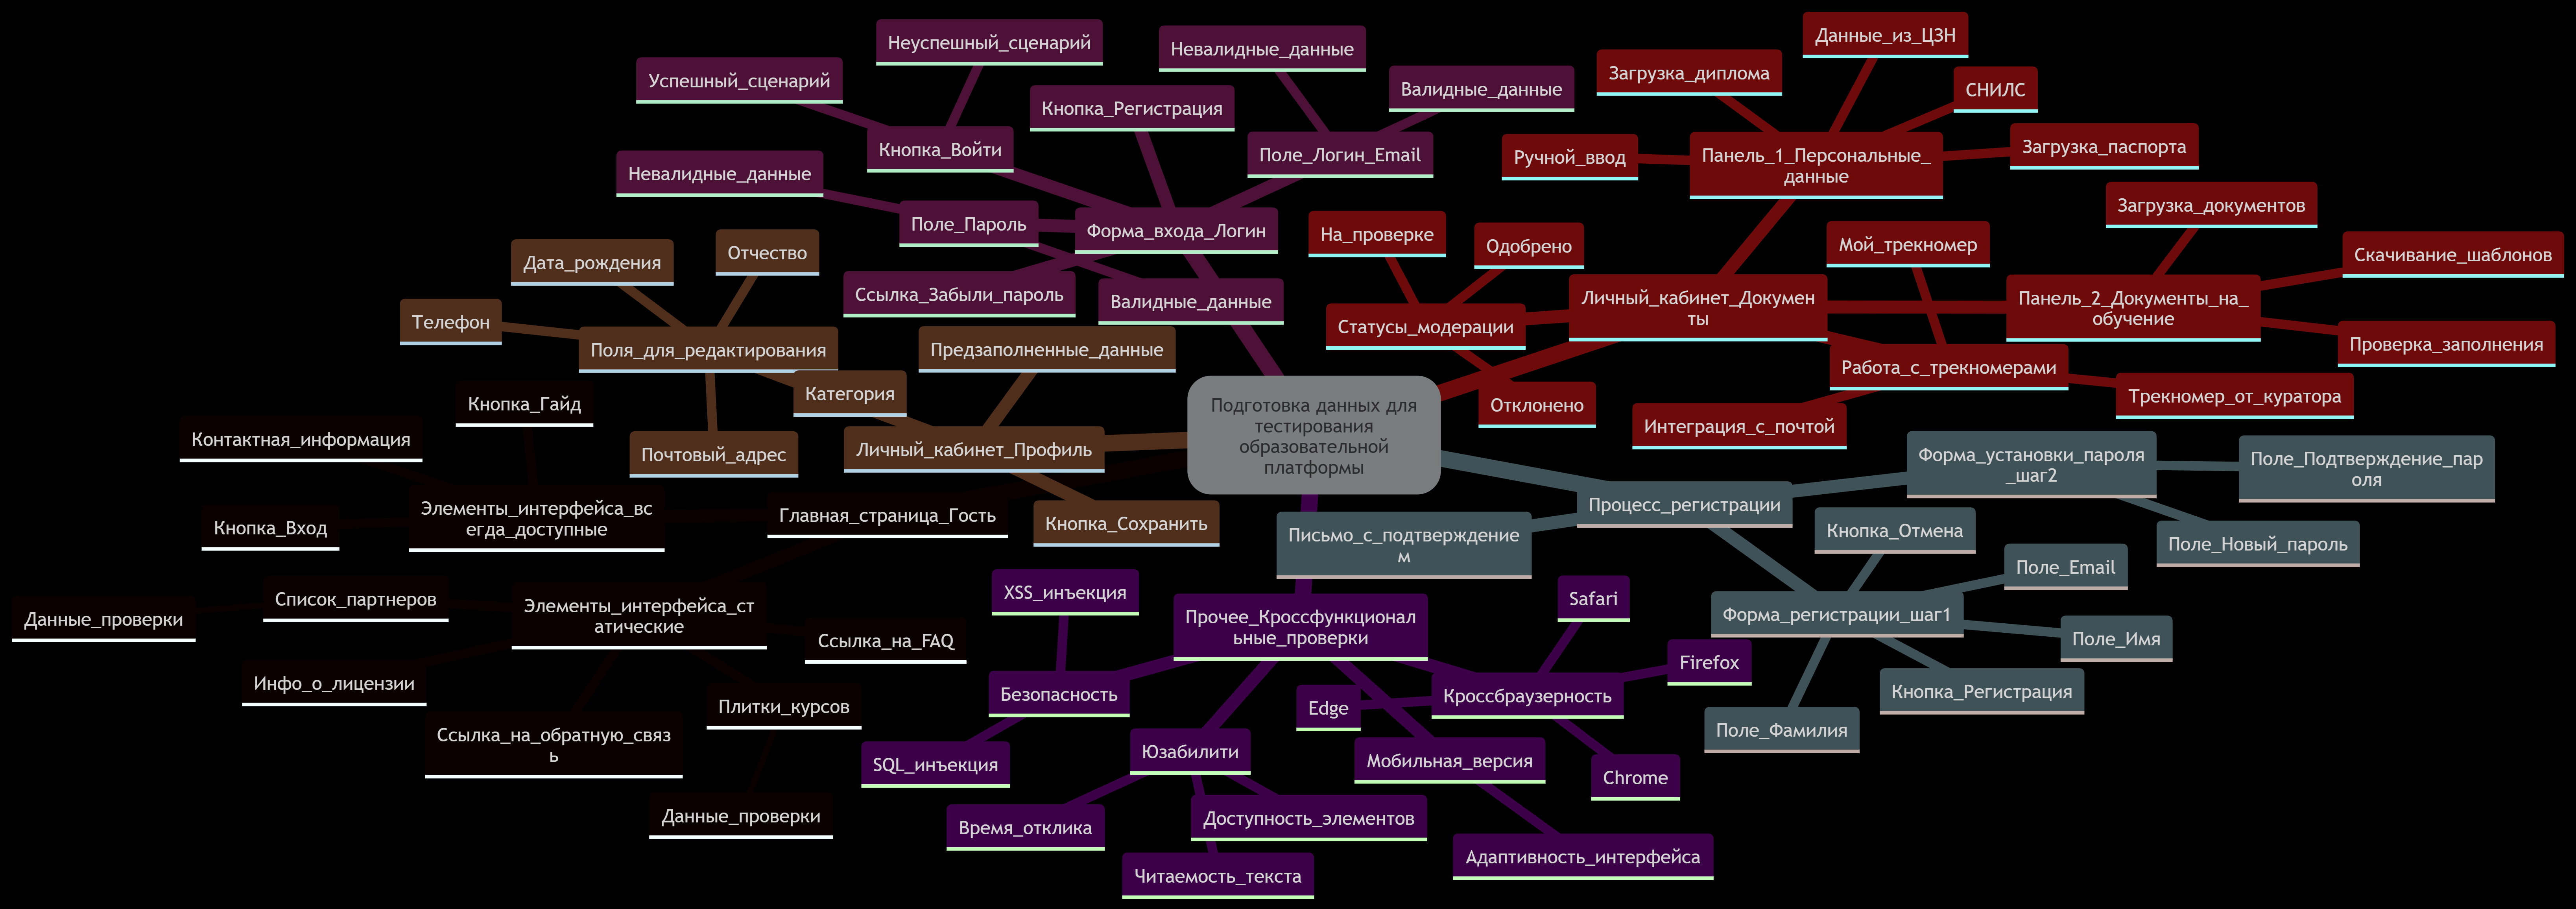 Подготовка данных для
тестирования
образовательной
платформы
Форма_входа_Логин
Кнопка_Войти
Успешный_сценарий
Неуспешный_сценарий
Кнопка_Регистрация
Поле_Логин_Email
Невалидные_данные
Валидные_данные
Поле_Пароль
Невалидные_данные
Валидные_данные
Ссылка_Забыли_пароль
Личный_кабинет_Докумен
ты
Панель_1_Персональные_
данные
Ручной_ввод
Загрузка_диплома
Данные_из_ЦЗН
СНИЛС
Загрузка_паспорта
Статусы_модерации
На_проверке
Одобрено
Отклонено
Панель_2_Документы_на_
обучение
Загрузка_документов
Скачивание_шаблонов
Проверка_заполнения
Работа_с_трекномерами
Мой_трекномер
Трекномер_от_куратора
Интеграция_с_почтой
Личный_кабинет_Профиль
Предзаполненные_данные
Поля_для_редактирования
Отчество
Дата_рождения
Телефон
Почтовый_адрес
Категория
Кнопка_Сохранить
Главная_страница_Гость
Элементы_интерфейса_вс
егда_доступные
Кнопка_Гайд
Контактная_информация
Кнопка_Вход
Элементы_интерфейса_ст
атические
Список_партнеров
Данные_проверки
Инфо_о_лицензии
Ссылка_на_обратную_связ
ь
Плитки_курсов
Данные_проверки
Ссылка_на_FAQ
Процесс_регистрации
Письмо_с_подтверждение
м
Форма_установки_пароля
_шаг2
Поле_Подтверждение_пар
оля
Поле_Новый_пароль
Форма_регистрации_шаг1
Кнопка_Отмена
Поле_Email
Поле_Имя
Кнопка_Регистрация
Поле_Фамилия
Прочее_Кроссфункционал
ьные_проверки
Безопасность
XSS_инъекция
SQL_инъекция
Юзабилити
Время_отклика
Читаемость_текста
Доступность_элементов
Мобильная_версия
Адаптивность_интерфейса
Кроссбраузерность
Safari
Firefox
Edge
Chrome